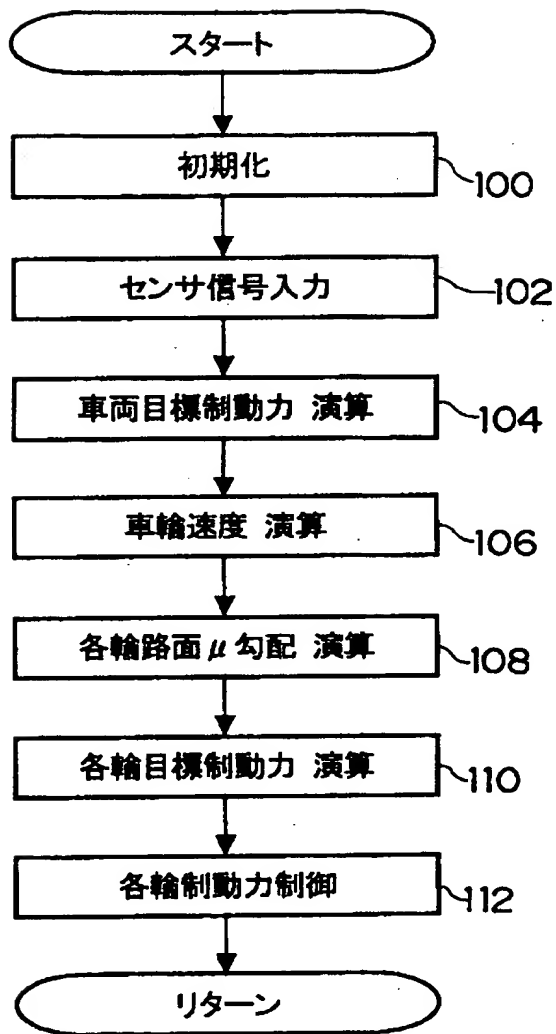 スタート
初期化
100
センサ信号入力
102
車両目標制動力 演算
104
車輪速度 演算
106
各輪路面μ勾配 演算
108
各輪目標制動力 演算
110
各輪制動力制御
112
リターン